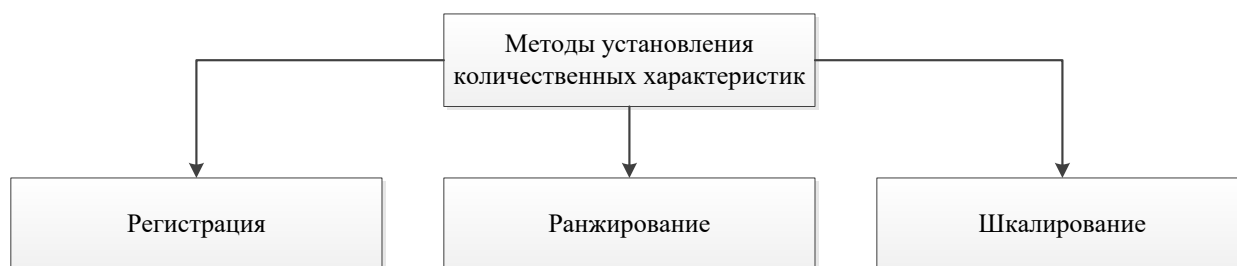 Методы установления
количественных характеристик
Регистрация
Ранжирование
Шкалирование